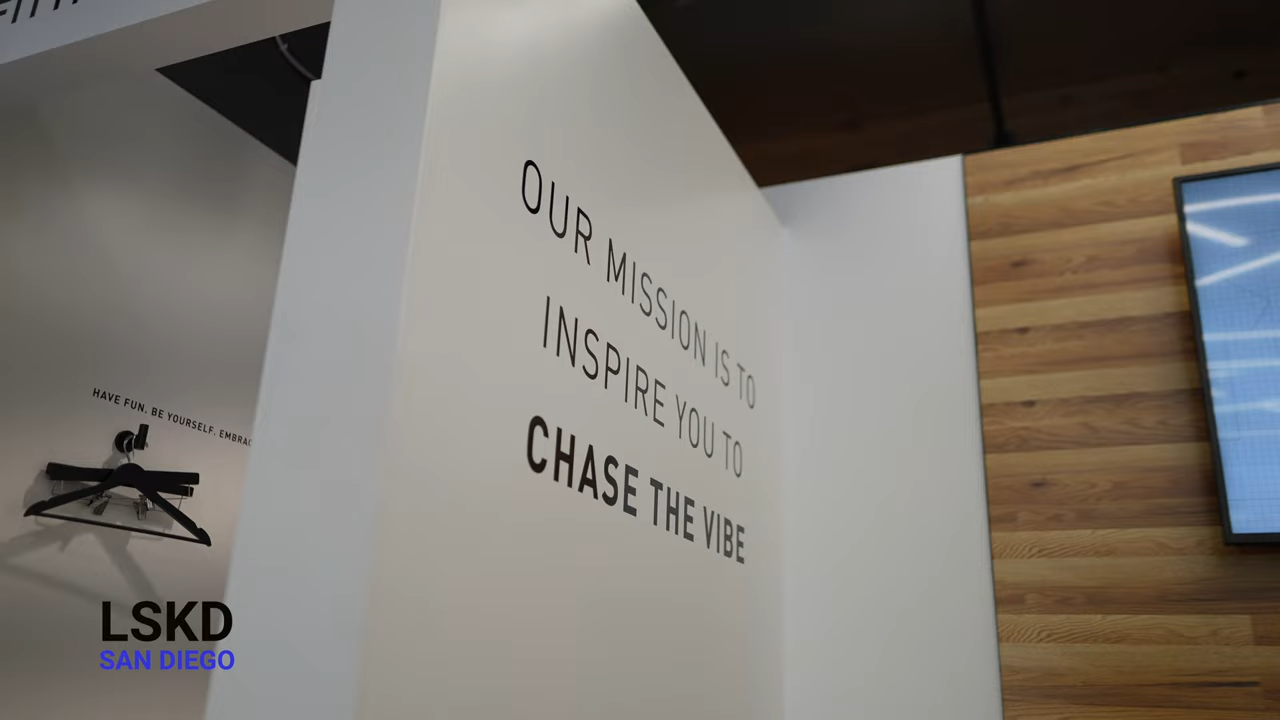 OUR MISSION IS TO
INSPIRE YOU TO
CHASE THE VIBE
HAVE FUN. BE YOURSELF.
LSKD
SAN DIEGO